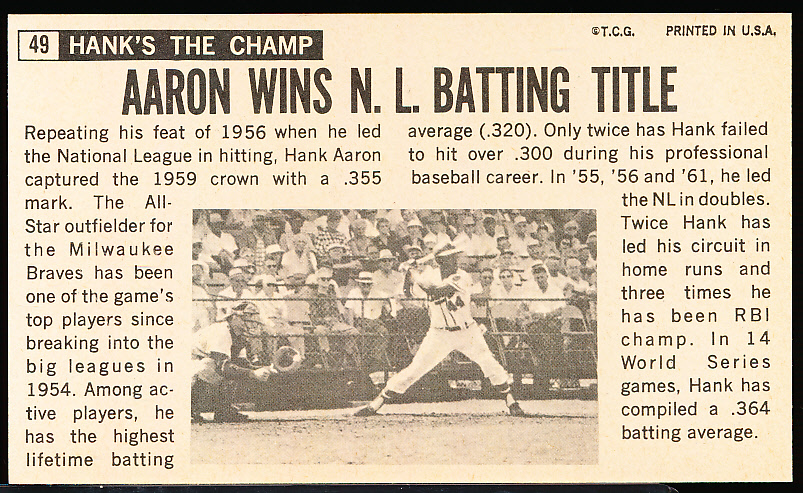 49 HANK'S THE CHAMP
©T.C.G. PRINTED IN U.S.A.
AARON WINS N. L. BATTING TITLE
Repeating his feat of 1956 when he led
the National League in hitting, Hank Aaron
captured the 1959 crown with a .355
mark. The All-
Star outfielder for
the Milwaukee
Braves has been
one of the game's
top players since
breaking into the
big leagues in
1954. Among ac-
tive players, he
has the highest
lifetime batting
average (.320). Only twice has Hank failed
to hit over .300 during his professional
baseball career. In '55, '56 and '61, he led
the NL in doubles.
Twice Hank has
led his circuit in
home runs and
three times he
has been RBI
champ. In 14
World Series
games, Hank has
compiled a .364
batting average.
44